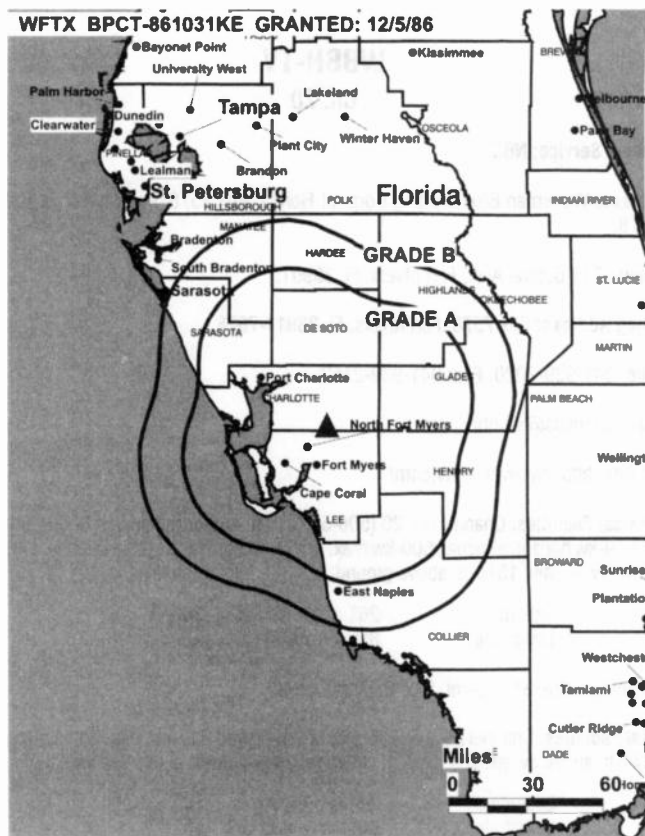 WFTX BPCT-861031KE GRANTED: 12/5/86
Bayonet Point
Kissimmee
University West
Palm Harbor
Lakeland
Melbourne
Dunedin
Tampa
OSCEOLA
Clearwater
Plant City
Winter Haven
Palm Bay
PINELLAS
Brandon
Lealman
St. Petersburg
POLK
Florida
INDIAN RIVER
HILLSBOROUGH
MANATEE
Bradenton
HARDEE
GRADE B
South Bradenton
ST. LUCIE
Sarasota
HIGHLANDS
OKEECHOBEE
GRADE A
SARASOTA
DE SOTO
MARTIN
Port Charlotte
GLADES
CHARLOTTE
PALM BEACH
North Fort Myers
Fort Myers
HENDRY
Cape Coral
LEE
BROWARD
Sunrise
East Naples
Plantatio
COLLIER
Westchest
Tamiami
Cutler Ridge
DADE
Miles
0 30 60